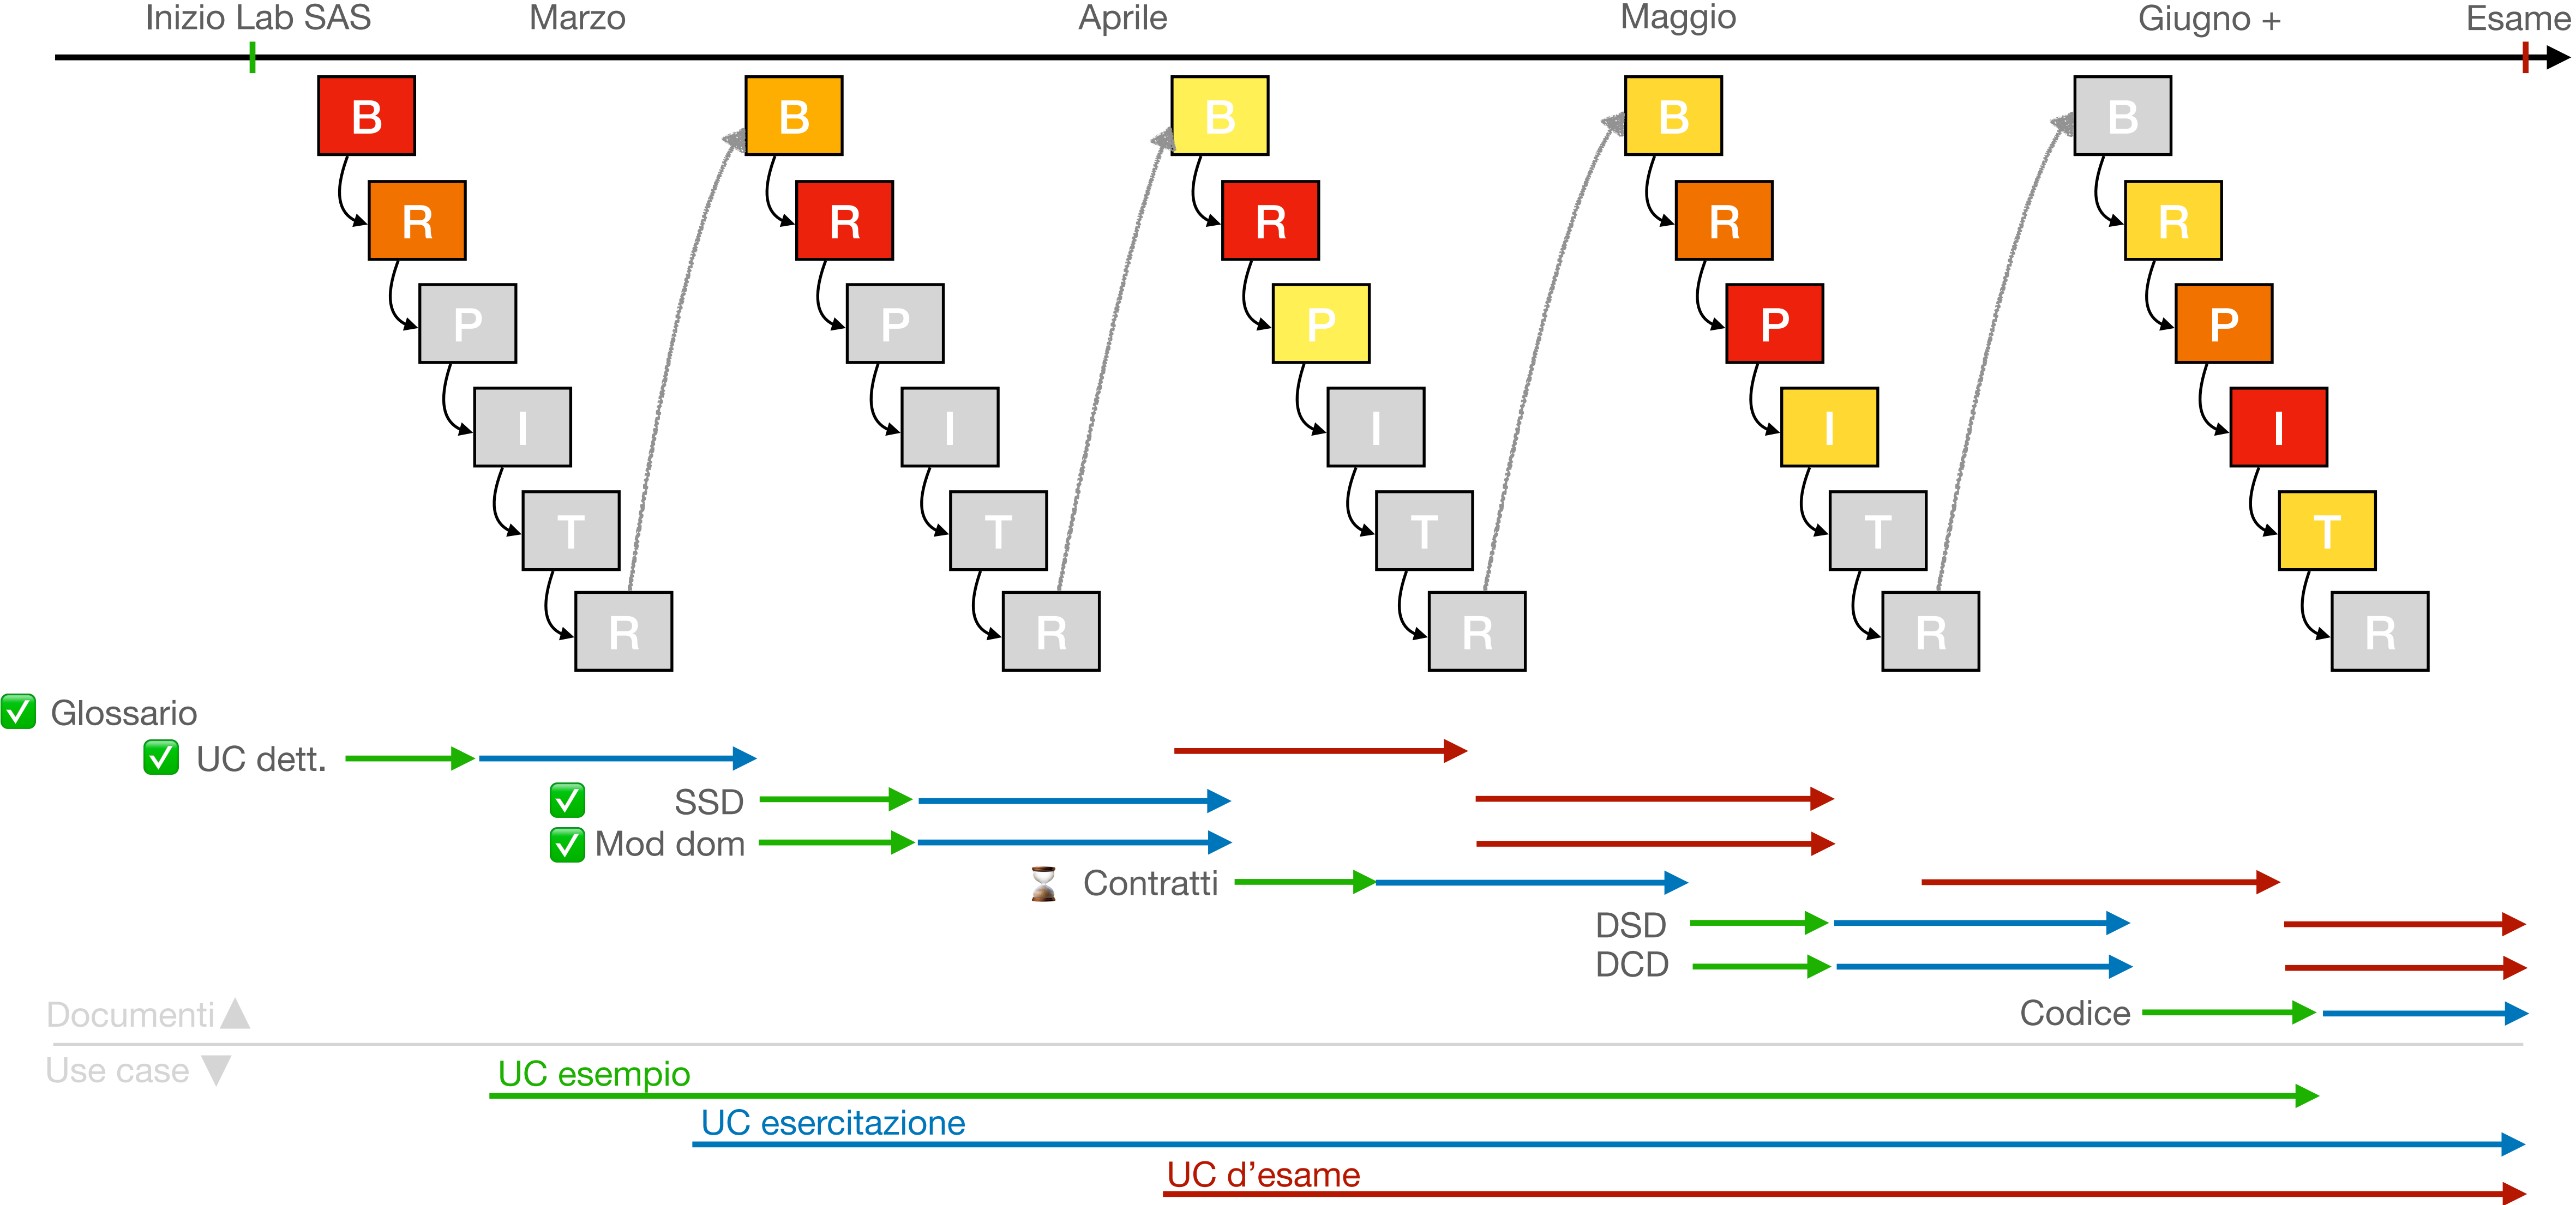 Inizio Lab SAS Marzo Aprile Maggio Giugno + Esame
B B B B B
R R R R R
P P P P P
I I I I I
T T T T T
R R R R R
Glossario
UC dett.
SSD
Mod dom
Contratti
DSD
DCD
Codice
Documenti
Use case
UC esempio
UC esercitazione
UC d’esame